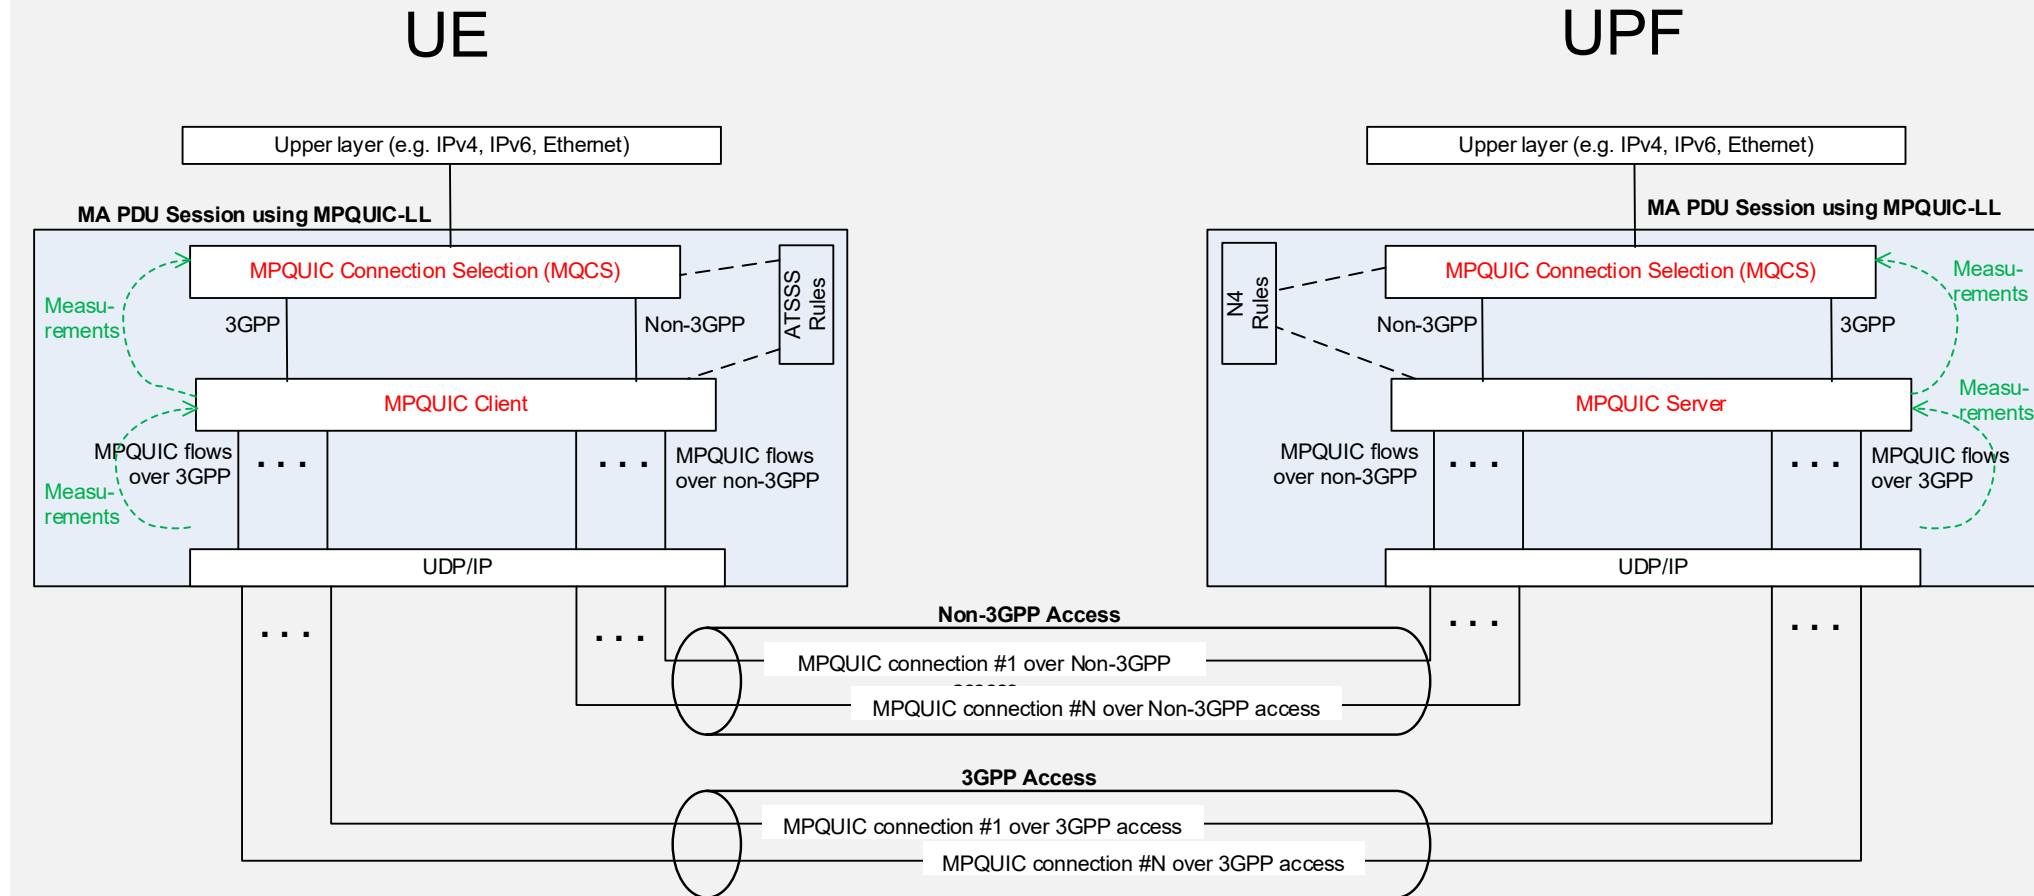 UE
UPF
Upper layer (e.g. IPv4, IPv6, Ethernet)
Upper layer (e.g. IPv4, IPv6, Ethernet)
MA PDU Session using MPQUIC-LL
MA PDU Session using MPQUIC-LL
MPQUIC Connection Selection (MQCS)
ATSSS
Rules
Measu-
rements
3GPP
Non-3GPP
MPQUIC Client
MPQUIC flows
over 3GPP
. . .
. . .
MPQUIC flows
over non-3GPP
Measu-
rements
UDP/IP
. . .
. . .
N4
Rules
MPQUIC Connection Selection (MQCS)
Measu-
rements
Non-3GPP
3GPP
MPQUIC Server
Measu-
rements
MPQUIC flows
over non-3GPP
. . .
. . .
MPQUIC flows
over 3GPP
UDP/IP
. . .
. . .
Non-3GPP Access
MPQUIC connection #1 over Non-3GPP
MPQUIC connection #N over Non-3GPP access
3GPP Access
MPQUIC connection #1 over 3GPP access
MPQUIC connection #N over 3GPP access